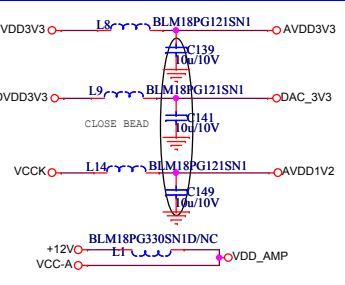 VDD3V3 L8 BLM18PG121SN1 AVDD3V3
C139
10u/10V
DVDD3V3 L9 BLM18PG121SN1 DAC_3V3
C141
10u/10V
CLOSE BEAD
VCCK L14 BLM18PG121SN1 AVDD1V2
C149
10u/10V
BLM18PG330SN1D/NC
+12V L1 VDD_AMP
VCC-A